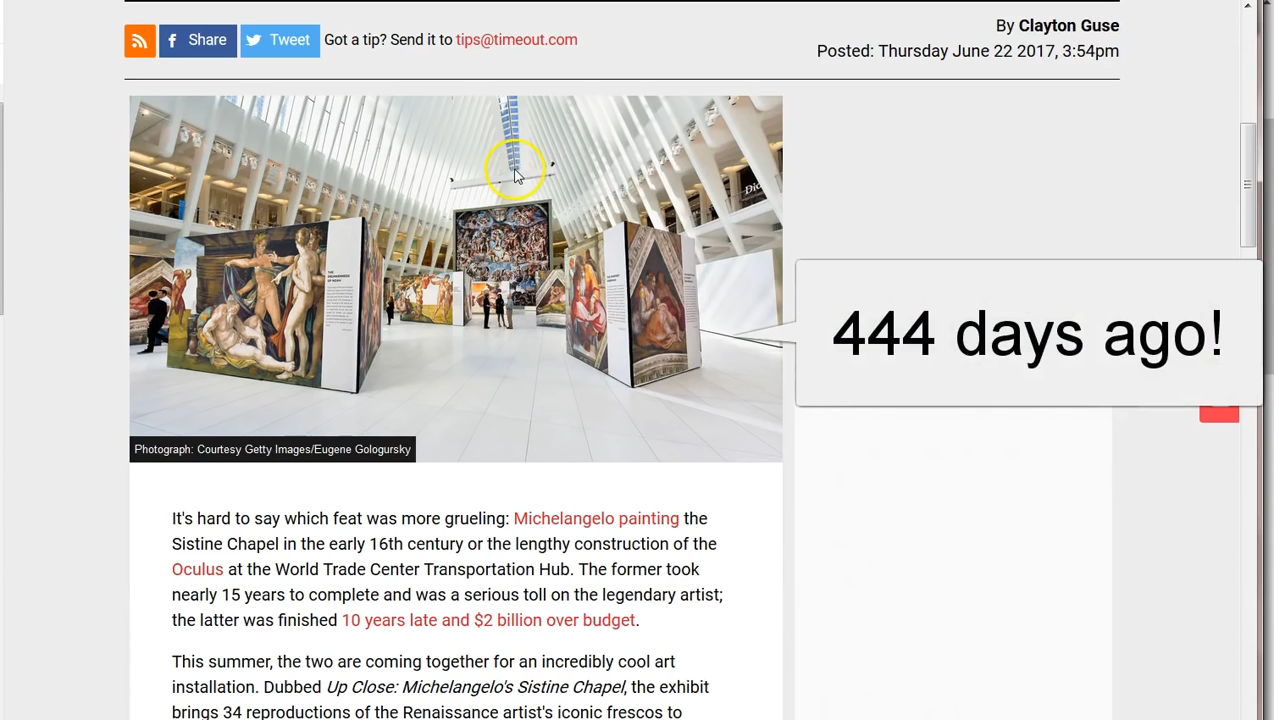 Share
Tweet
Got a tip? Send it to tips@timeout.com
By Clayton Guse
Posted: Thursday June 22 2017, 3:54pm
444 days ago!
Photograph: Courtesy Getty Images/Eugene Gologursky
It's hard to say which feat was more grueling: Michelangelo painting the
Sistine Chapel in the early 16th century or the lengthy construction of the
Oculus at the World Trade Center Transportation Hub. The former took
nearly 15 years to complete and was a serious toll on the legendary artist;
the latter was finished 10 years late and $2 billion over budget.
This summer, the two are coming together for an incredibly cool art
installation. Dubbed Up Close: Michelangelo's Sistine Chapel, the exhibit
brings 34 reproductions of the Renaissance artist's iconic frescos to